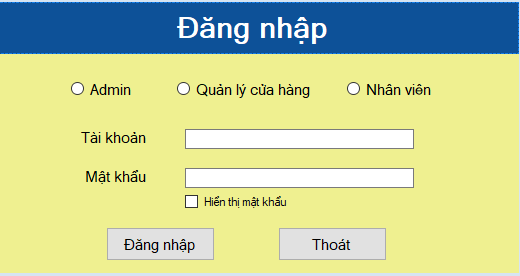 Đăng nhập
Admin Quản lý cửa hàng Nhân viên
Tài khoản
Mật khẩu
Hiển thị mật khẩu
Đăng nhập Thoát